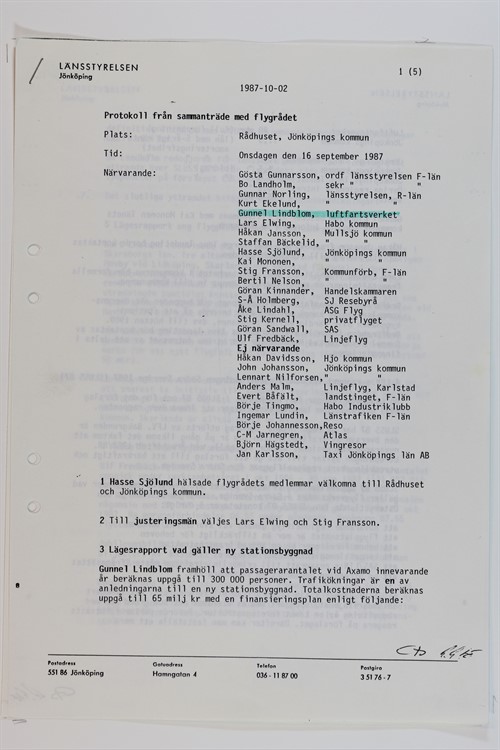 LÄNSSTYRELSEN
Jönköping
1 (5)
1987-10-02
Protokoll från sammanträde med flygrådet
Plats: Rådhuset, Jönköpings kommun
Tid: Onsdagen den 16 september 1987
Närvarande: Gösta Gunnarsson, ordf länsstyrelsen F-län
Bo Landholm, sekr " "
Gunnar Norling, länsstyrelsen, R-län
Kurt Ekelund, " "
Gunnel Lindblom, luftfartsverket
Lars Elwing, Habo kommun
Håkan Jansson, Mullsjö kommun
Staffan Bäckelid, " "
Hasse Sjölund, Jönköpings kommun
Kai Mononen, " "
Stig Fransson, Kommunförb, F-län
Bertil Nelson, " "
Göran Kinnander, Handelskammaren
S-Å Holmberg, SJ Resebyrå
Åke Lindahl, ASG Flyg
Stig Kernell, privatflyget
Göran Sandwall, SAS
Ulf Fredbäck, Linjeflyg
Ej närvarande
Håkan Davidsson, Hjo kommun
John Johansson, Jönköpings kommun
Lennart Nilforsen," "
Anders Malm, Linjeflyg, Karlstad
Evert Båfält, landstinget, F-län
Börje Tingmo, Habo Industriklubb
Ingemar Lundin, Länstrafiken F-län
Börje Johannesson,Reso
C-M Jarnegren, Atlas
Björn Hägstedt, Vingresor
Jan Karlsson, Taxi Jönköpings län AB
1 Hasse Sjölund hälsade flygrådets medlemmar välkomna till Rådhuset
och Jönköpings kommun.
2 Till justeringsmän väljes Lars Elwing och Stig Fransson.
3 Lägesrapport vad gäller ny stationsbyggnad
Gunnel Lindblom framhöll att passagerarantalet vid Axamo innevarande
år beräknas uppgå till 300 000 personer. Trafikökningar är en av
anledningarna till en ny stationsbyggnad. Totalkostnaderna beräknas
uppgå till 65 milj kr med en finansieringsplan enligt följande:
Postadress Gatuadress Telefon Postgiro
551 86 Jönköping Hamngatan 4 036 - 11 87 00 3 51 76 - 7